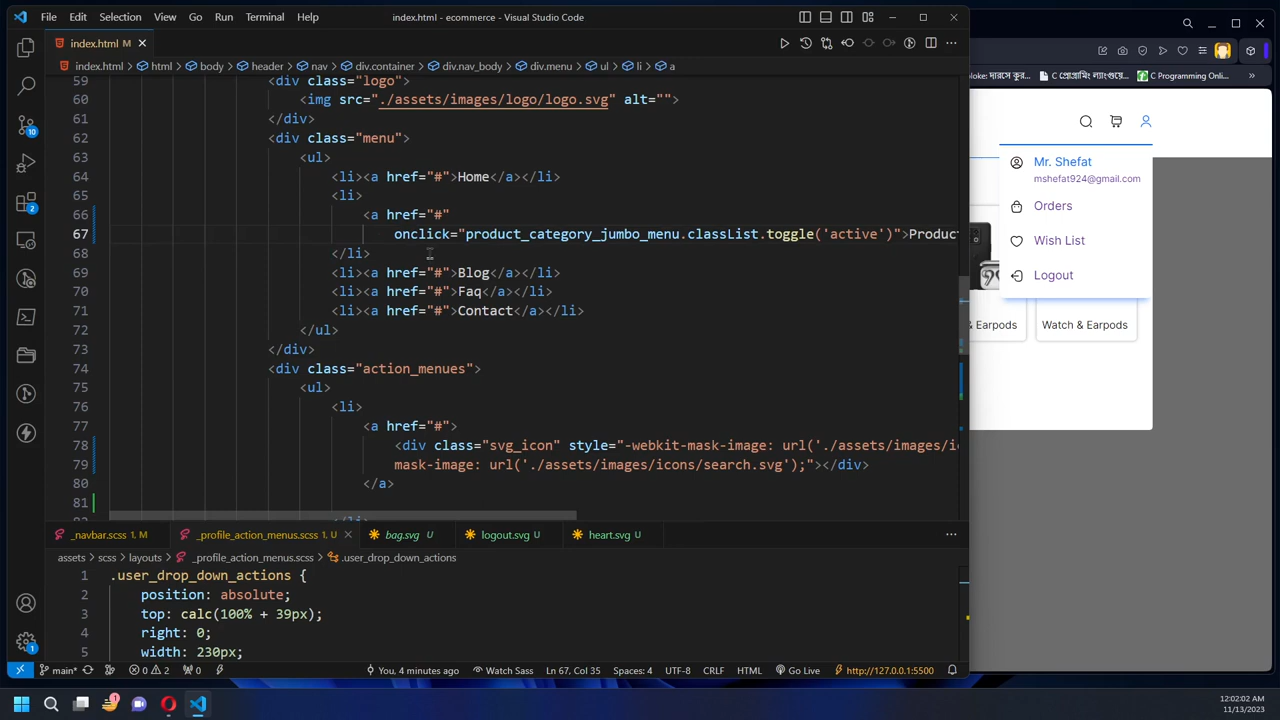 File Edit Selection View Go Run Terminal Help
index.html - ecommerce - Visual Studio Code
index.html M
index.html > html > body > header > nav > div.container > div.nav_body > div.menu > ul > li > a
59 <div class="logo">
60 <img src="./assets/images/logo/logo.svg" alt="">
61 </div>
62 <div class="menu">
63 <ul>
64 <li><a href="#">Home</a></li>
65 <li>
66 <a href="#"
67 onclick="product_category_jumbo_menu.classList.toggle('active')">Product
68 </li>
69 <li><a href="#">Blog</a></li>
70 <li><a href="#">Faq</a></li>
71 <li><a href="#">Contact</a></li>
72 </ul>
73 </div>
74 <div class="action_menues">
75 <ul>
76 <li>
77 <a href="#">
78 <div class="svg_icon" style="-webkit-mask-image: url('./assets/images/ic
79 mask-image: url('./assets/images/icons/search.svg');"></div>
80 </a>
81
_navbar.scss 1, M
_profile_action_menus.scss 1, U
bag.svg U
logout.svg U
heart.svg U
assets > scss > layouts > _profile_action_menus.scss > .user_drop_down_actions
1 .user_drop_down_actions {
2 position: absolute;
3 top: calc(100% + 39px);
4 right: 0;
5 width: 230px;
10
2
1
main* 0 2 0
You, 4 minutes ago
Watch Sass
Ln 67, Col 35
Spaces: 4
UTF-8
CRLF
HTML
Go Live
http://127.0.0.1:5500
C প্রোগ্রামিং ল্যাংগুয়ে...
C Programming Onli...
Mr. Shefat
mshefat924@gmail.com
Orders
Wish List
Logout
& Earpods
Watch & Earpods
12:02:02 AM
11/13/2023